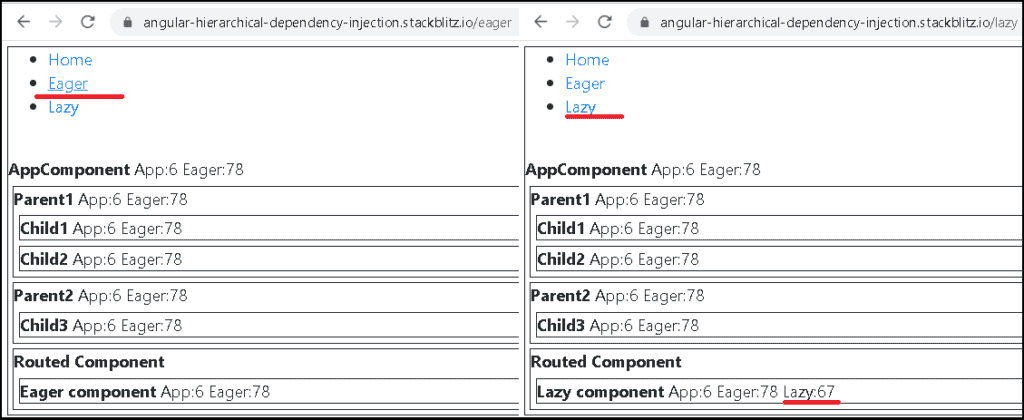 angular-hierarchical-dependency-injection.stackblitz.io/eager
Home
Eager
Lazy
AppComponent App:6 Eager:78
Parent1 App:6 Eager:78
Child1 App:6 Eager:78
Child2 App:6 Eager:78
Parent2 App:6 Eager:78
Child3 App:6 Eager:78
Routed Component
Eager component App:6 Eager:78
angular-hierarchical-dependency-injection.stackblitz.io/lazy
Home
Eager
Lazy
AppComponent App:6 Eager:78
Parent1 App:6 Eager:78
Child1 App:6 Eager:78
Child2 App:6 Eager:78
Parent2 App:6 Eager:78
Child3 App:6 Eager:78
Routed Component
Lazy component App:6 Eager:78 Lazy:67